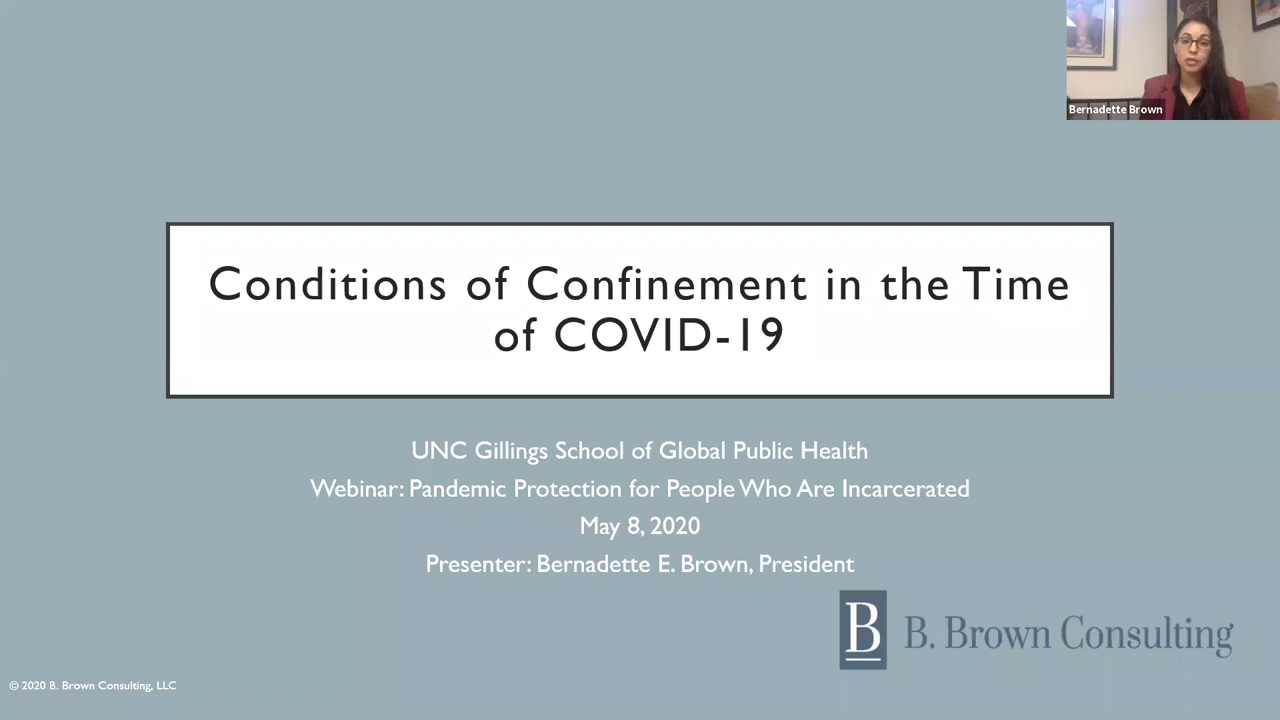 Bernadette Brown
Conditions of Confinement in the Time
of COVID-19
UNC Gillings School of Global Public Health
Webinar: Pandemic Protection for People Who Are Incarcerated
May 8, 2020
Presenter: Bernadette E. Brown, President
B B. Brown Consulting
© 2020 B. Brown Consulting, LLC